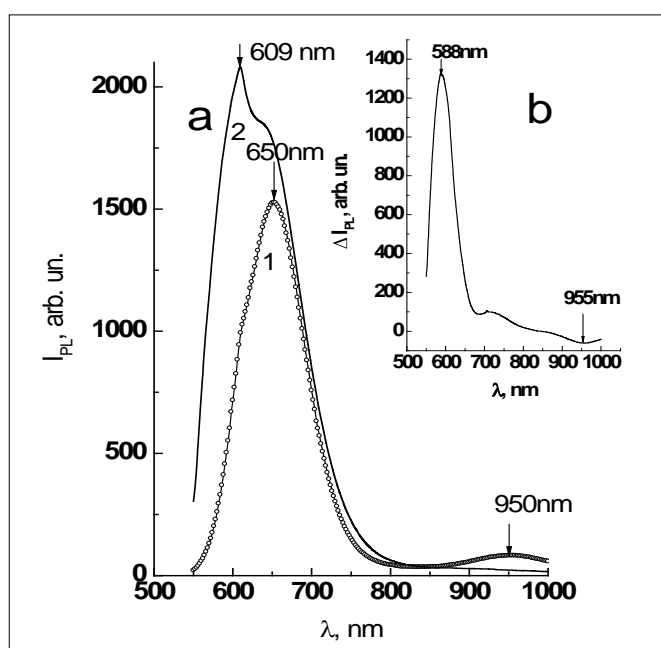 609 nm
a
2
650nm
1
950nm
2000
1500
1000
500
0
500 600 700 800 900 1000
I_PL, arb. un.
λ, nm
588nm
b
955nm
1400
1200
1000
800
600
400
200
0
500 600 700 800 900 1000
ΔI_PL, arb. un.
λ, nm